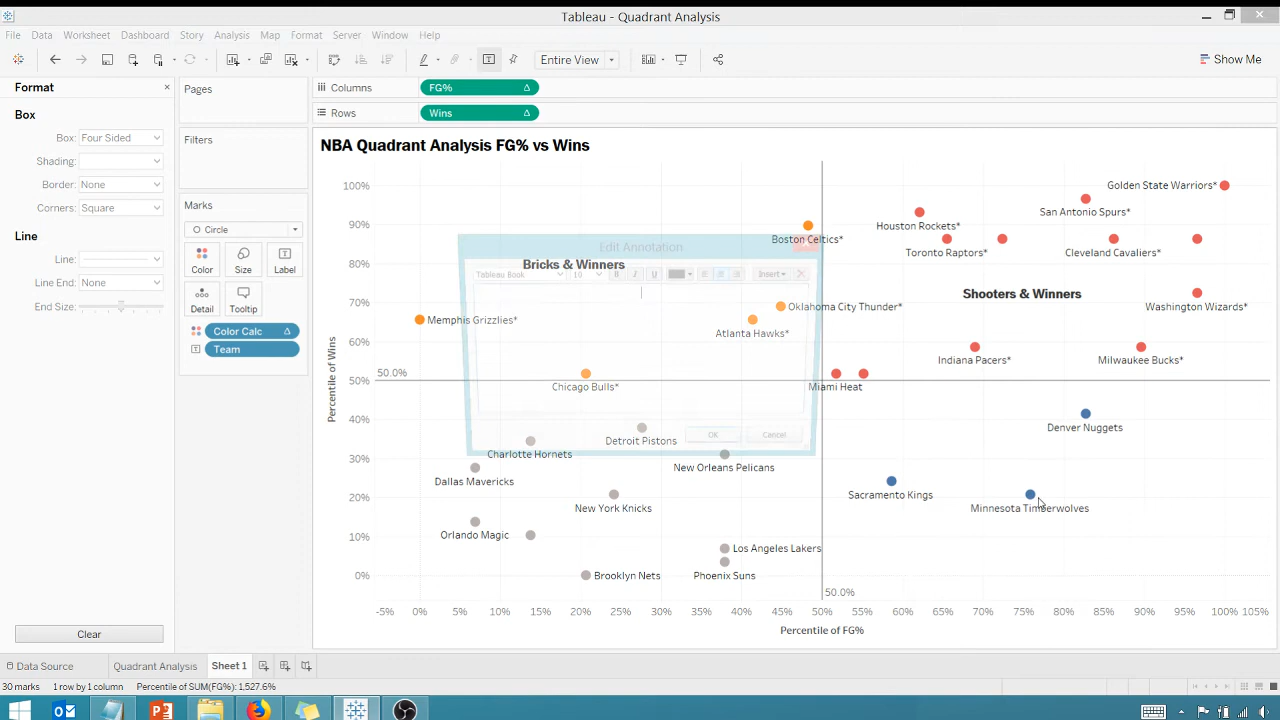 Tableau - Quadrant Analysis
File Data Worksheet Dashboard Story Analysis Map Format Server Window Help
Entire View
Show Me
Format
Pages
Columns FG%
Rows Wins
Box
Box: Four Sided
Filters
Shading:
Border: None
Corners: Square
Marks
Circle
Line
Color Size Label
Line:
Line End: None
End Size:
Detail Tooltip
Color Calc
Team
Clear
NBA Quadrant Analysis FG% vs Wins
100%
90%
80%
70%
60%
50%
40%
30%
20%
10%
0%
Percentile of Wins
Golden State Warriors*
San Antonio Spurs*
Houston Rockets*
Boston Celtics*
Toronto Raptors*
Cleveland Cavaliers*
Edit Annotation
Bricks & Winners
Tableau Book 10 B I U Insert
Shooters & Winners
Oklahoma City Thunder*
Washington Wizards*
Memphis Grizzlies*
Atlanta Hawks*
Indiana Pacers*
Milwaukee Bucks*
50.0%
Chicago Bulls*
Miami Heat
Denver Nuggets
OK Cancel
Detroit Pistons
Charlotte Hornets
New Orleans Pelicans
Dallas Mavericks
Sacramento Kings
New York Knicks
Minnesota Timberwolves
Orlando Magic
Los Angeles Lakers
Brooklyn Nets
Phoenix Suns
50.0%
-5% 0% 5% 10% 15% 20% 25% 30% 35% 40% 45% 50% 55% 60% 65% 70% 75% 80% 85% 90% 95% 100% 105%
Percentile of FG%
Data Source Quadrant Analysis Sheet 1
30 marks 1 row by 1 column Percentile of SUM(FG%): 1,527.6%